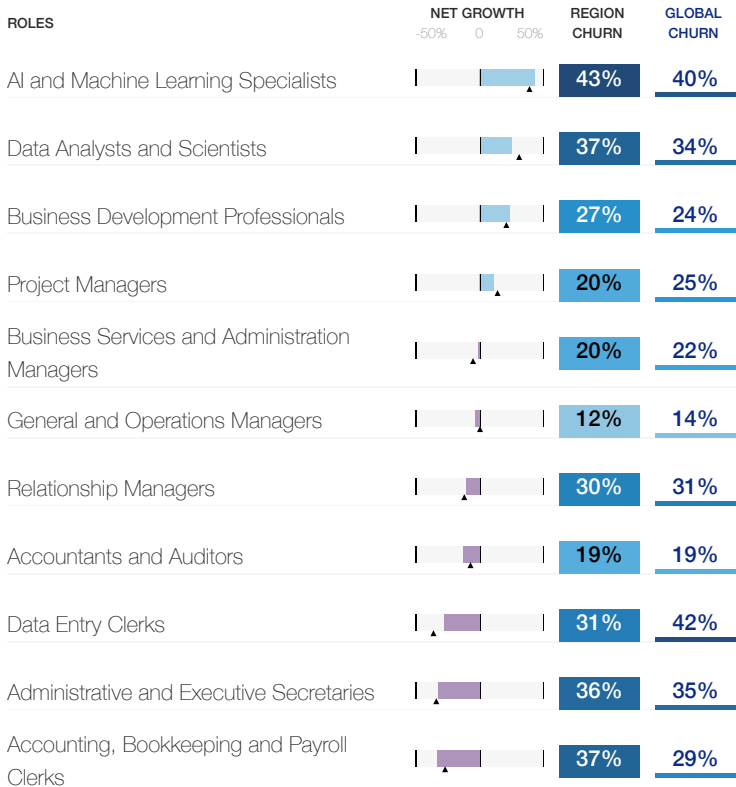 ROLES NET GROWTH REGION CHURN GLOBAL CHURN
-50% 0 50%
AI and Machine Learning Specialists 43% 40%
Data Analysts and Scientists 37% 34%
Business Development Professionals 27% 24%
Project Managers 20% 25%
Business Services and Administration
Managers 20% 22%
General and Operations Managers 12% 14%
Relationship Managers 30% 31%
Accountants and Auditors 19% 19%
Data Entry Clerks 31% 42%
Administrative and Executive Secretaries 36% 35%
Accounting, Bookkeeping and Payroll
Clerks 37% 29%